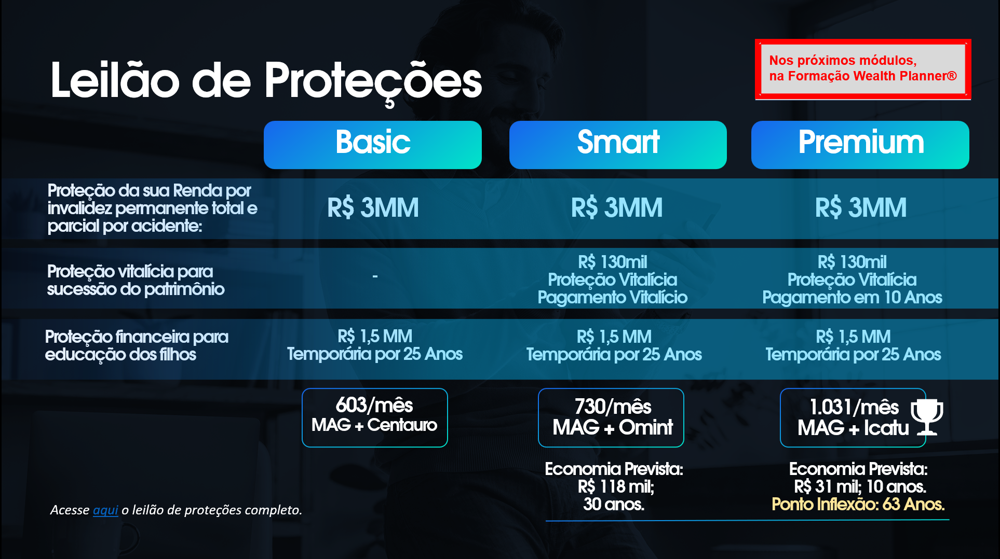 Leilão de Proteções
Nos próximos módulos,
na Formação Wealth Planner®
Basic
Smart
Premium
Proteção da sua Renda por
invalidez permanente total e
parcial por acidente:
R$ 3MM
R$ 3MM
R$ 3MM
Proteção vitalícia para
sucessão do patrimônio
-
R$ 130mil
Proteção Vitalícia
Pagamento Vitalício
R$ 130mil
Proteção Vitalícia
Pagamento em 10 Anos
Proteção financeira para
educação dos filhos
R$ 1,5 MM
Temporária por 25 Anos
R$ 1,5 MM
Temporária por 25 Anos
R$ 1,5 MM
Temporária por 25 Anos
603/mês
MAG + Centauro
730/mês
MAG + Omint
1.031/mês
MAG + Icatu
Economia Prevista:
R$ 118 mil;
30 anos.
Economia Prevista:
R$ 31 mil; 10 anos.
Ponto Inflexão: 63 Anos.
Acesse aqui o leilão de proteções completo.